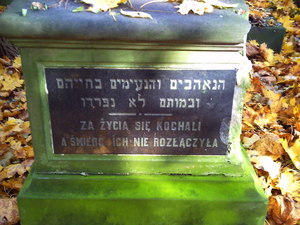 הנאהבים והנעימים בחייהם
ובמותם לא נפרדו
ZA ŻYCIA SIĘ KOCHALI
A ŚMIERĆ ICH NIE ROZŁĄCZYŁA